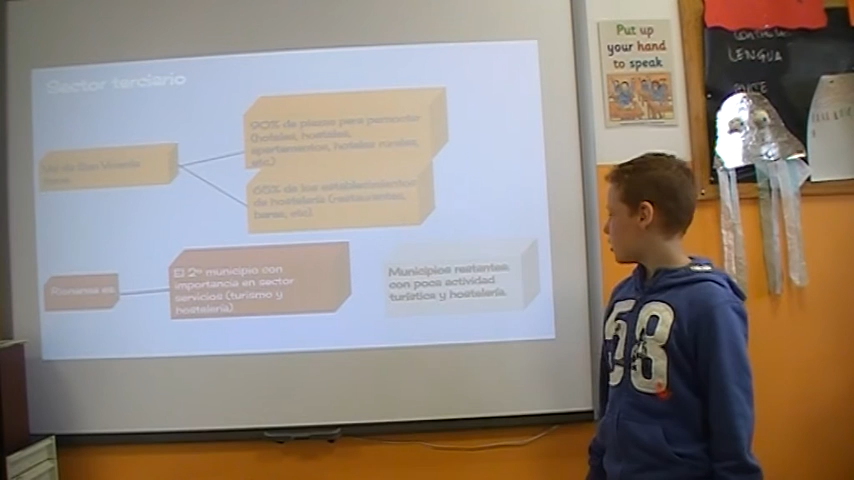 Sector terciario
90% de plazas para pernoctar
(hoteles, hostales,
apartamentos, hoteles rurales,
etc)
65% de los establecimientos
de hostelería (restaurantes,
bares, etc)
El 2º municipio con
importancia en sector
servicios (turismo y
hostelería)
Municipios restantes
con poca actividad
turística y hostelería.
Put up
your hand
to speak
LENGUA
58